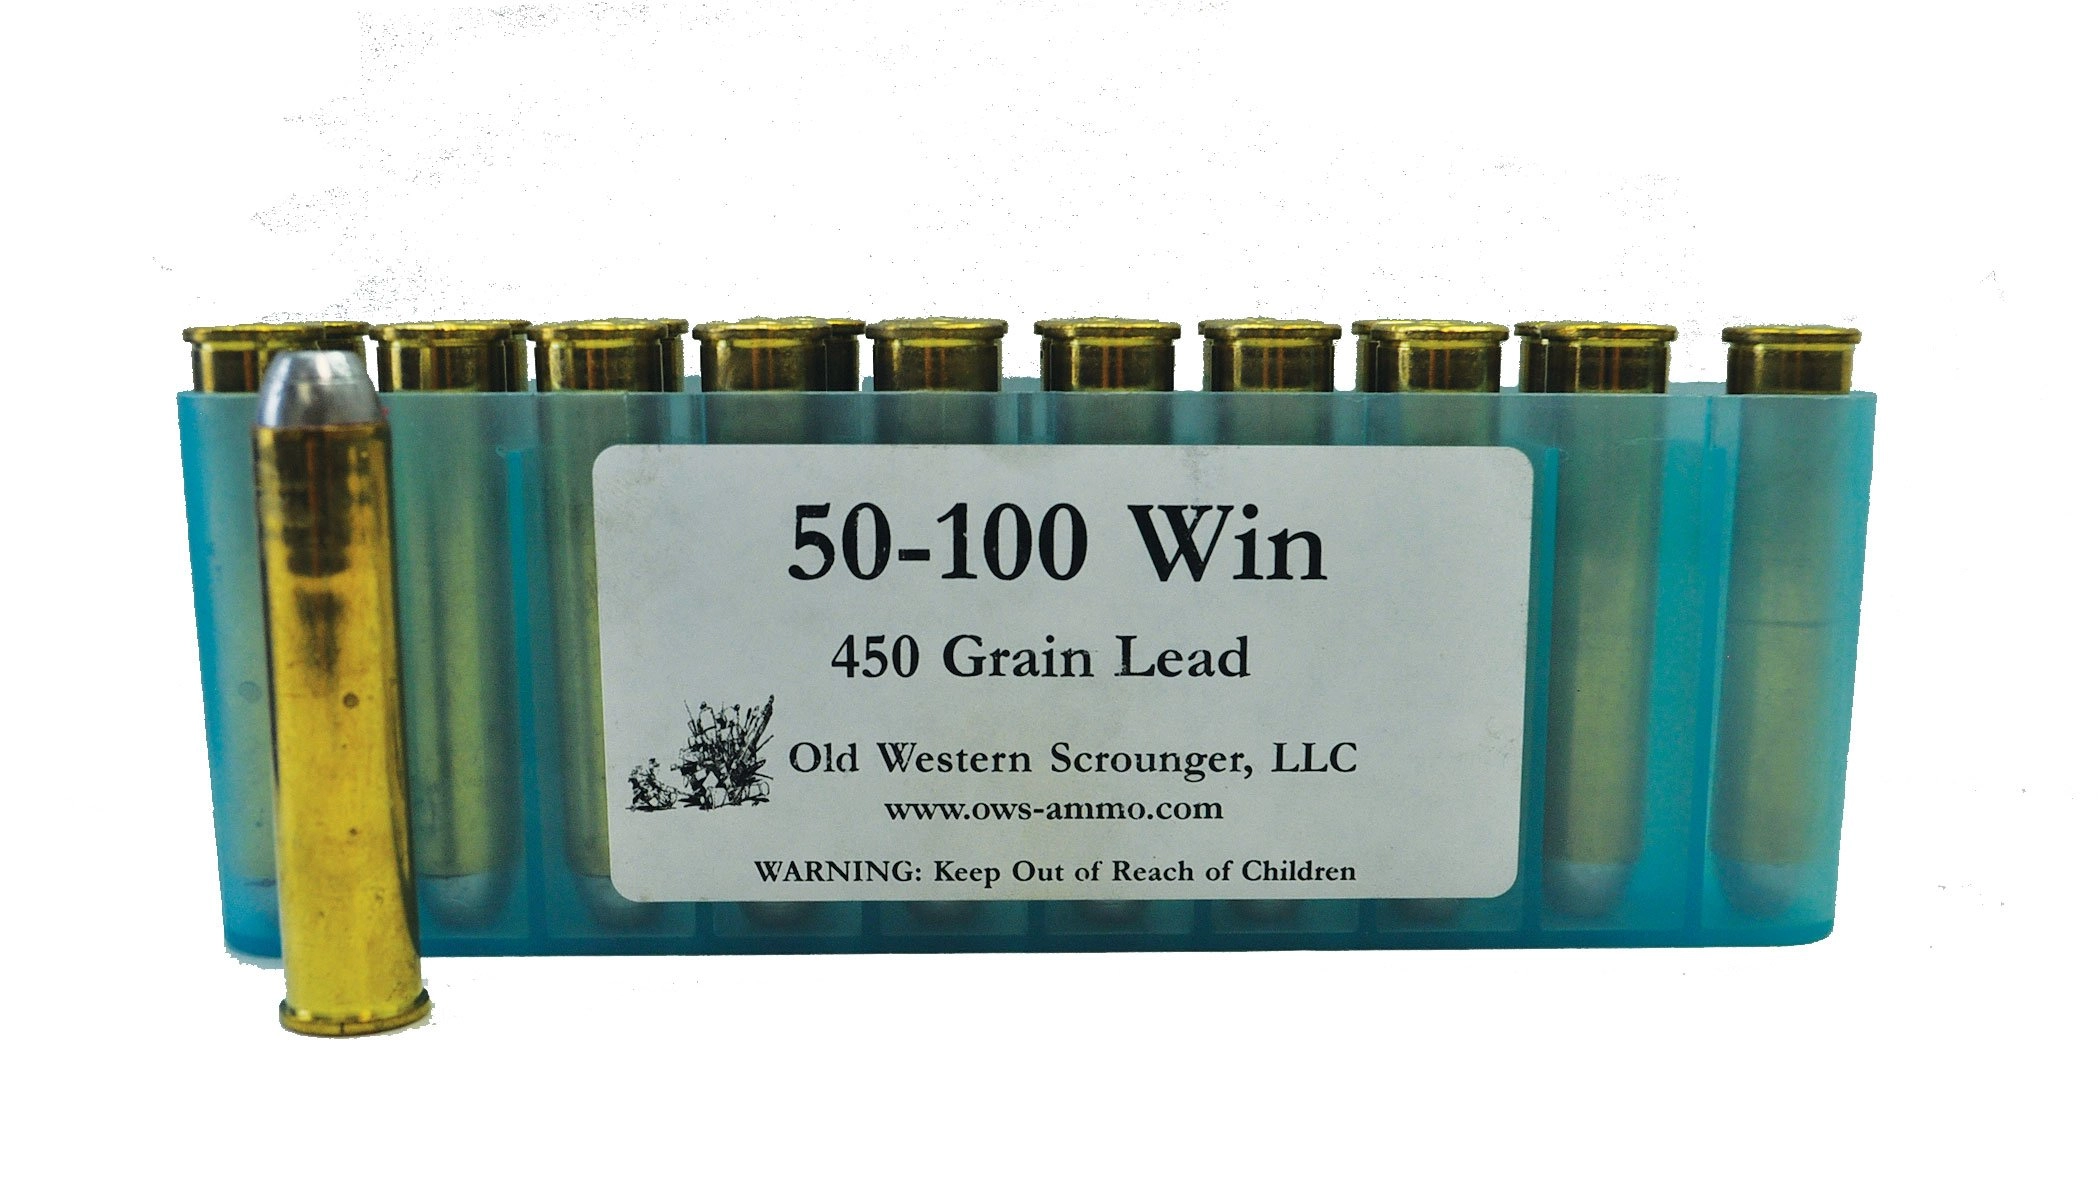 50-100 Win
450 Grain Lead
Old Western Scrounger, LLC
www.ows-ammo.com
WARNING: Keep Out of Reach of Children